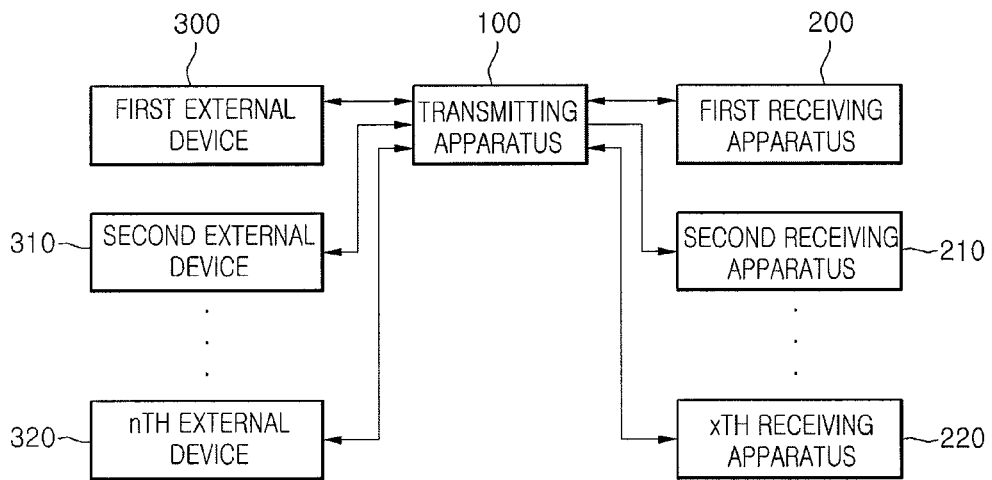 300
100
200
FIRST EXTERNAL
DEVICE
TRANSMITTING
APPARATUS
FIRST RECEIVING
APPARATUS
310
SECOND EXTERNAL
DEVICE
SECOND RECEIVING
APPARATUS
210
320
nTH EXTERNAL
DEVICE
xTH RECEIVING
APPARATUS
220